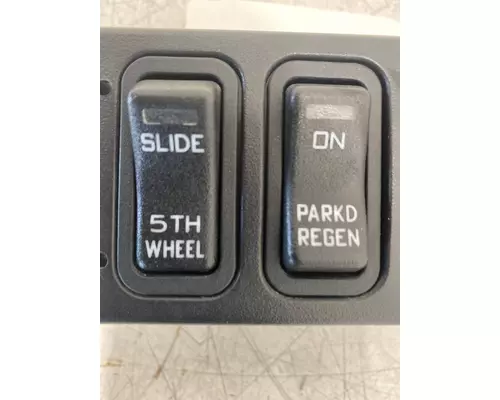 SLIDE
5TH
WHEEL
ON
PARKD
REGEN